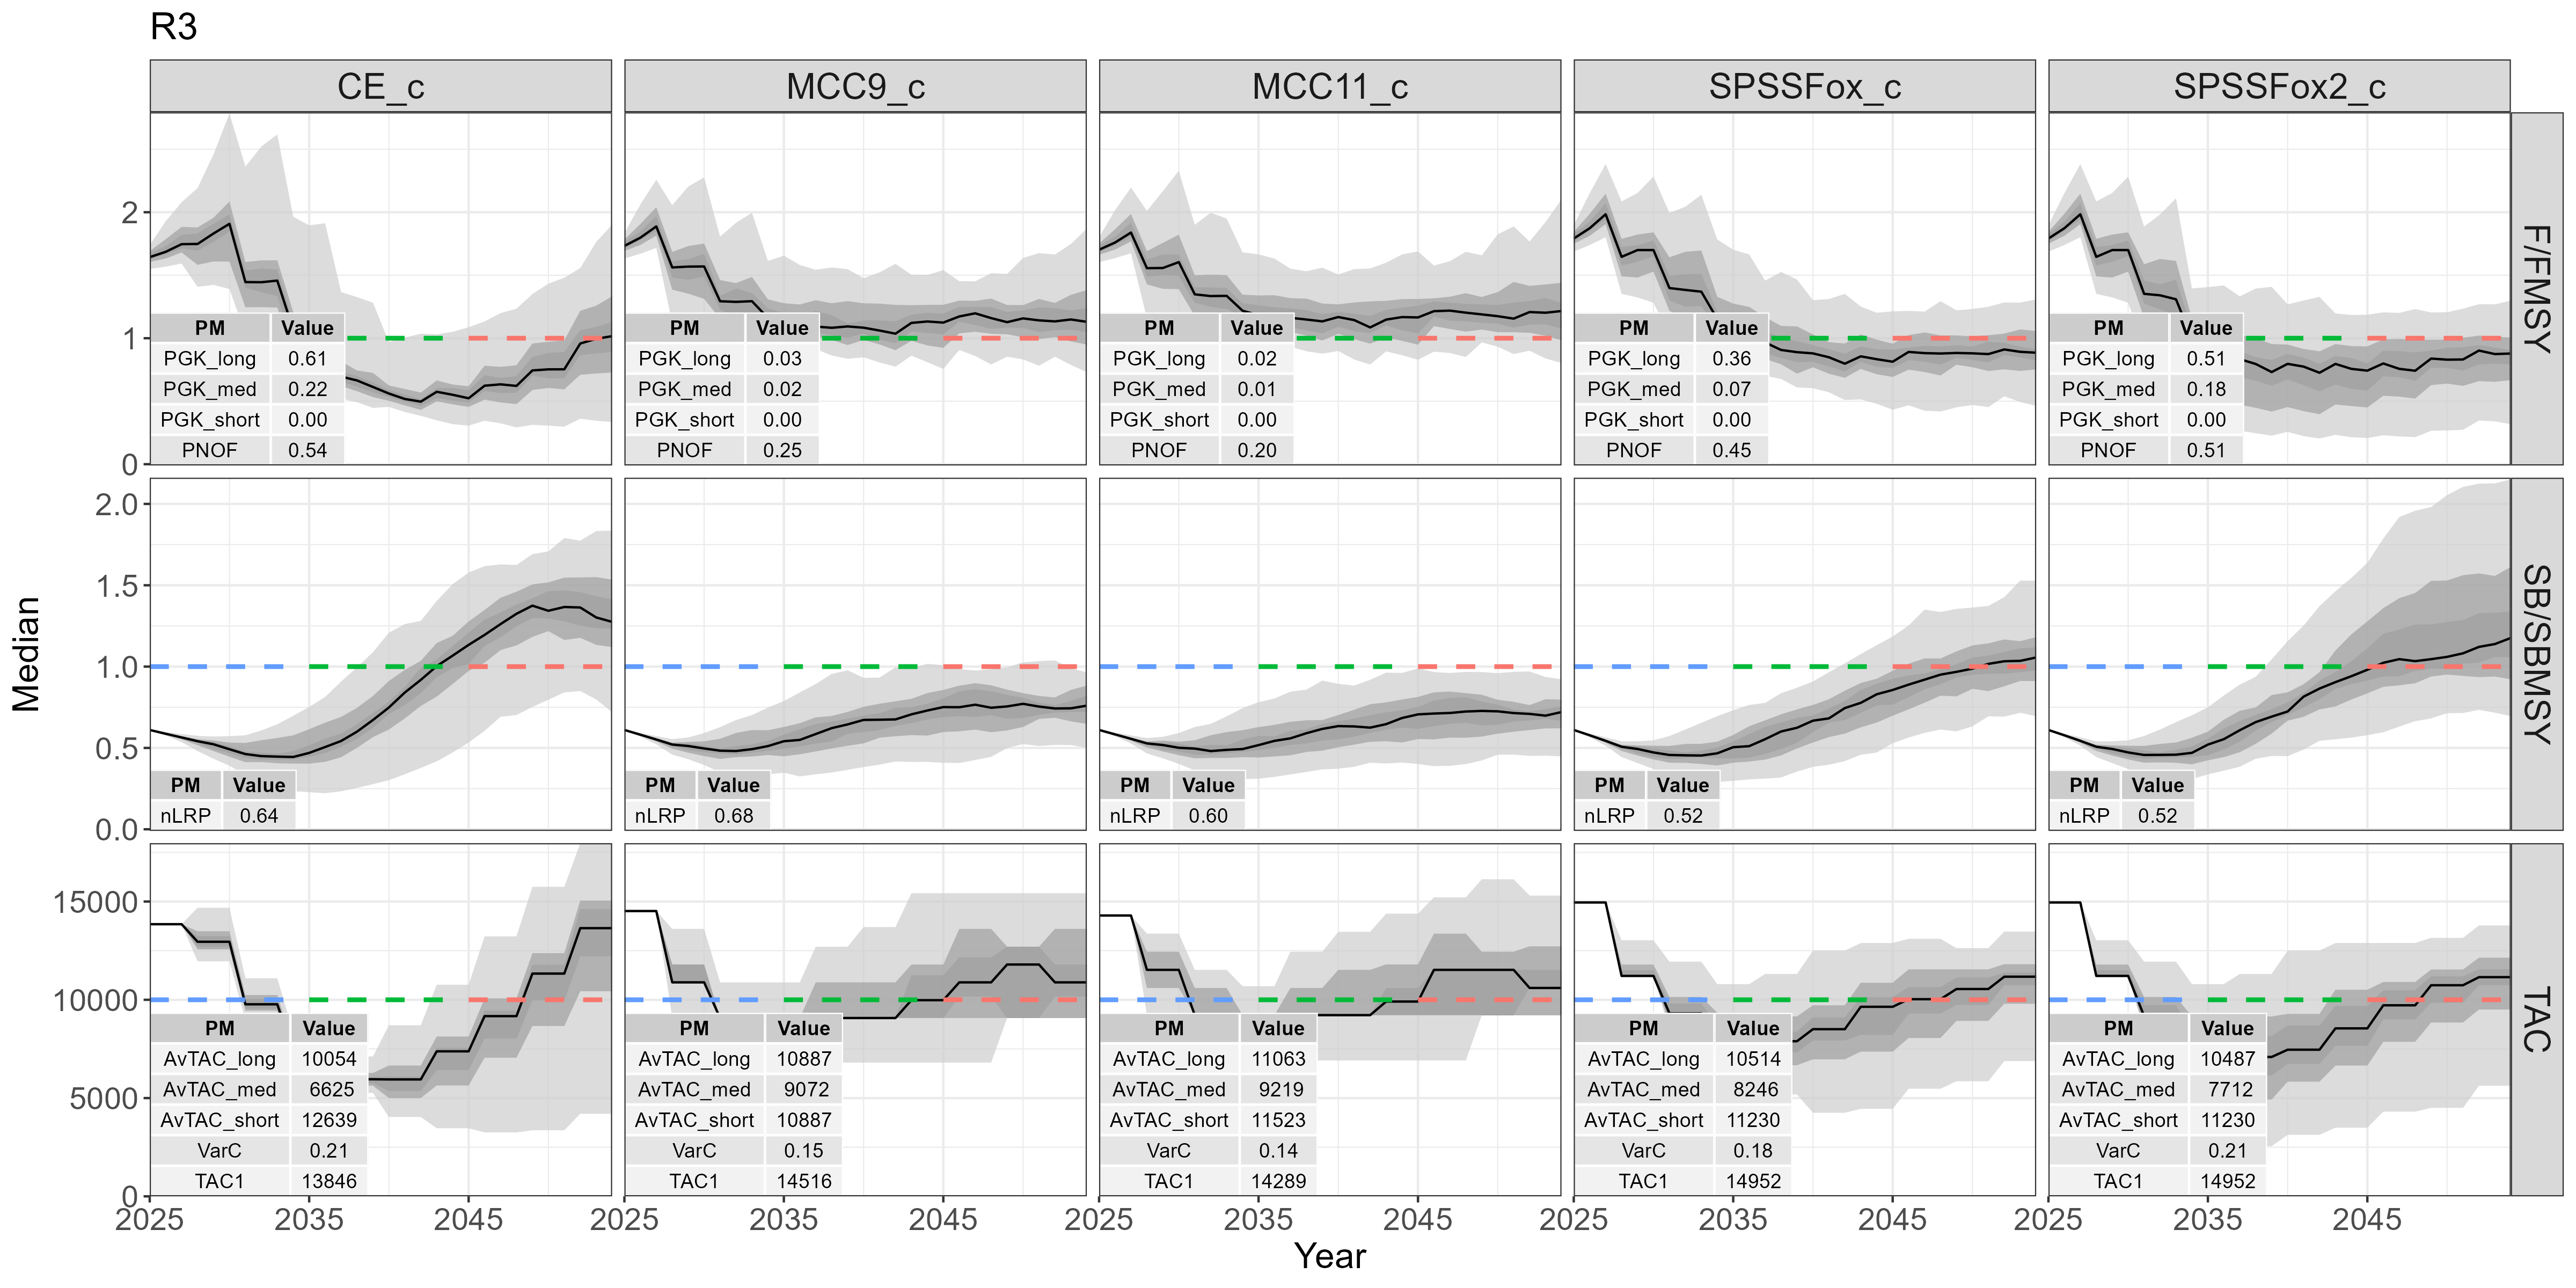 R3
CE_c MCC9_c MCC11_c SPSSFox_c SPSSFox2_c
F/FMSY
2
1
0
PM Value
PGK_long 0.61
PGK_med 0.22
PGK_short 0.00
PNOF 0.54
PM Value
PGK_long 0.03
PGK_med 0.02
PGK_short 0.00
PNOF 0.25
PM Value
PGK_long 0.02
PGK_med 0.01
PGK_short 0.00
PNOF 0.20
PM Value
PGK_long 0.36
PGK_med 0.07
PGK_short 0.00
PNOF 0.45
PM Value
PGK_long 0.51
PGK_med 0.18
PGK_short 0.00
PNOF 0.51
Median
SB/SBMSY
2.0
1.5
1.0
0.5
0.0
PM Value
nLRP 0.64
PM Value
nLRP 0.68
PM Value
nLRP 0.60
PM Value
nLRP 0.52
PM Value
nLRP 0.52
TAC
15000
10000
5000
0
PM Value
AvTAC_long 10054
AvTAC_med 6625
AvTAC_short 12639
VarC 0.21
TAC1 13846
PM Value
AvTAC_long 10887
AvTAC_med 9072
AvTAC_short 10887
VarC 0.15
TAC1 14516
PM Value
AvTAC_long 11063
AvTAC_med 9219
AvTAC_short 11523
VarC 0.14
TAC1 14289
PM Value
AvTAC_long 10514
AvTAC_med 8246
AvTAC_short 11230
VarC 0.18
TAC1 14952
PM Value
AvTAC_long 10487
AvTAC_med 7712
AvTAC_short 11230
VarC 0.21
TAC1 14952
2025 2035 2045 2025 2035 2045 2025 2035 2045 2025 2035 2045 2025 2035 2045
Year